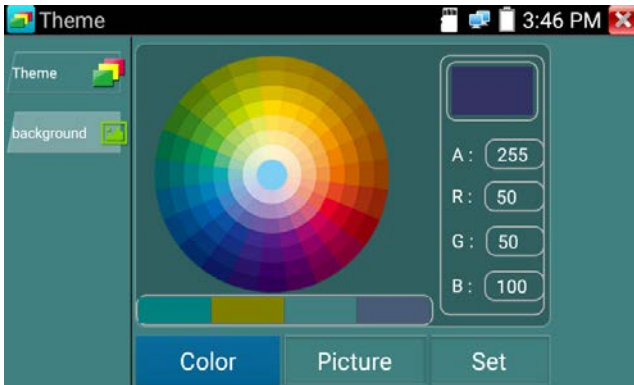 Theme 3:46 PM
Theme
background
A : 255
R : 50
G : 50
B : 100
Color Picture Set